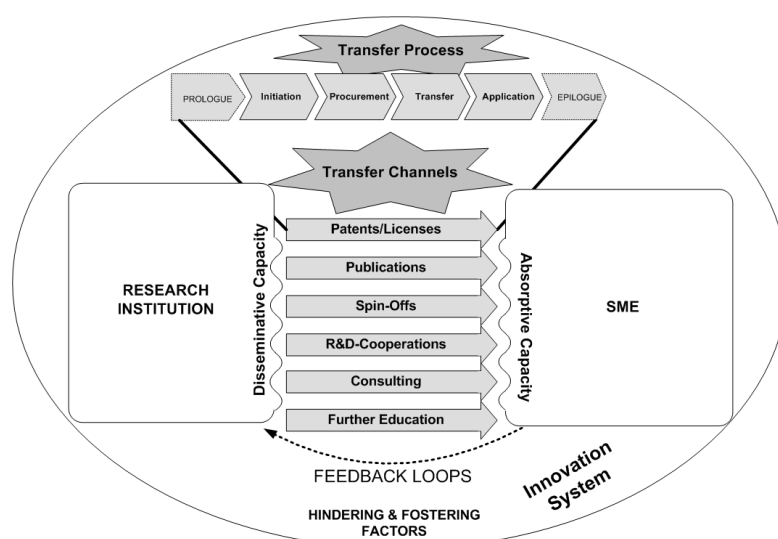 Transfer Process
PROLOGUE
Initiation
Procurement
Transfer
Application
EPILOGUE
Transfer Channels
RESEARCH
INSTITUTION
Disseminative Capacity
Patents/Licenses
Publications
Spin-Offs
R&D-Cooperations
Consulting
Further Education
Absorptive Capacity
SME
FEEDBACK LOOPS
Innovation
System
HINDERING & FOSTERING
FACTORS